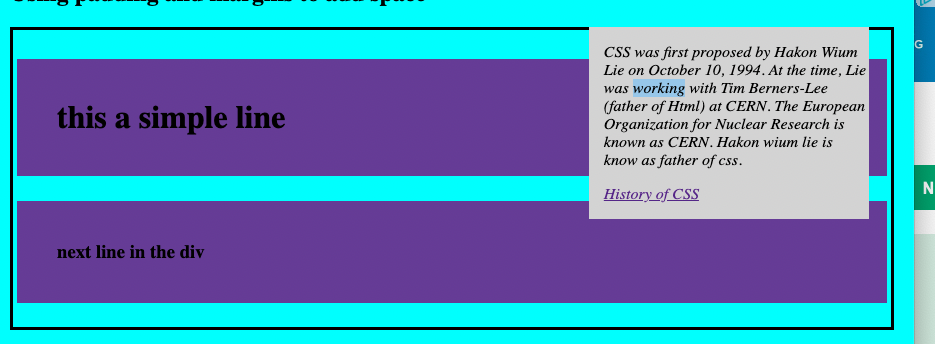 Using padding and margins to add space
this a simple line
next line in the div
CSS was first proposed by Hakon Wium
Lie on October 10, 1994. At the time, Lie
was working with Tim Berners-Lee
(father of Html) at CERN. The European
Organization for Nuclear Research is
known as CERN. Hakon wium lie is
know as father of css.
History of CSS
G
N